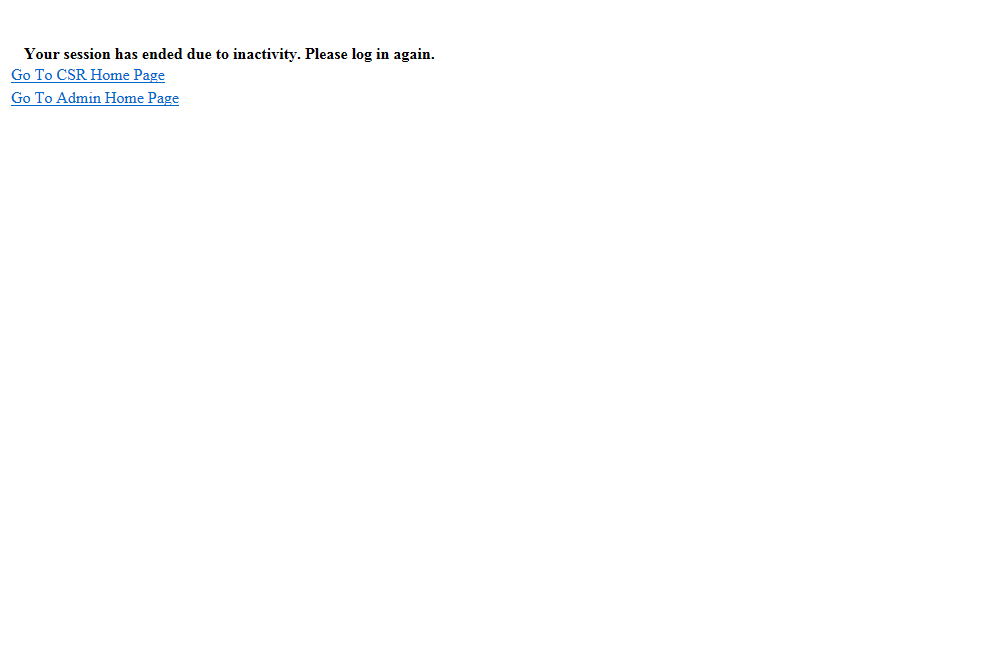 Your session has ended due to inactivity. Please log in again.
Go To CSR Home Page
Go To Admin Home Page